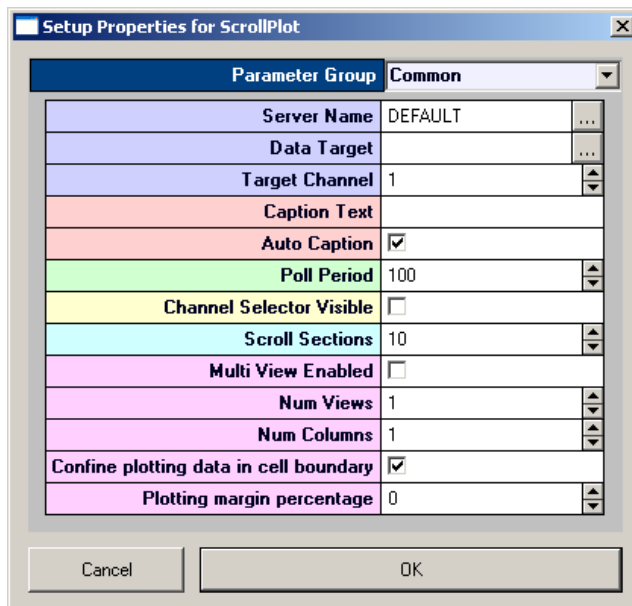 Setup Properties for ScrollPlot
Parameter Group Common
Server Name DEFAULT ...
Data Target ...
Target Channel 1
Caption Text
Auto Caption
Poll Period 100
Channel Selector Visible
Scroll Sections 10
Multi View Enabled
Num Views 1
Num Columns 1
Confine plotting data in cell boundary
Plotting margin percentage 0
Cancel OK